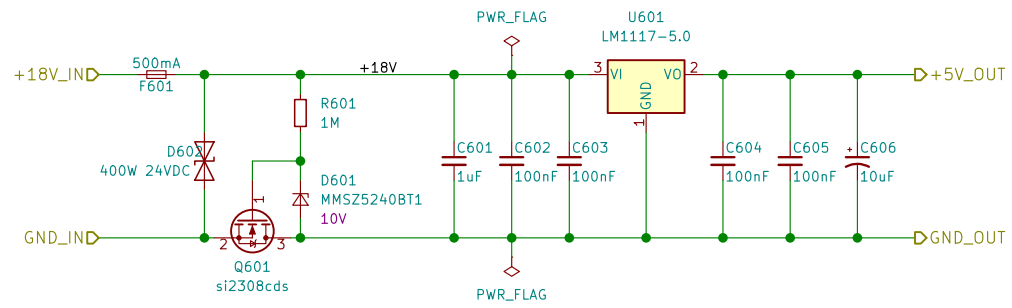 PWR_FLAG
U601
LM1117-5.0
+18V_IN
500mA
F601
+18V
3
VI
VO
2
+5V_OUT
GND
1
R601
1M
D602
400W 24VDC
C601
1uF
C602
100nF
C603
100nF
C604
100nF
C605
100nF
C606
10uF
D601
MMSZ5240BT1
10V
1
GND_IN
2
3
GND_OUT
Q601
si2308cds
PWR_FLAG